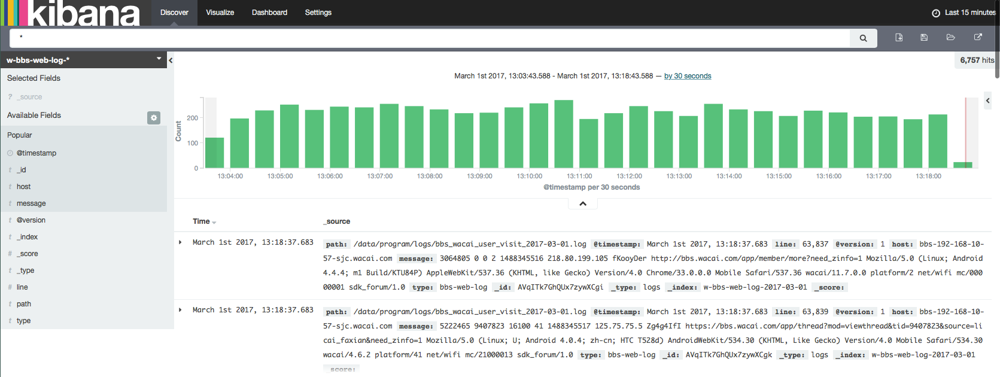 kibana
Discover Visualize Dashboard Settings
Last 15 minutes
*
w-bbs-web-log-*
6,757 hits
Selected Fields
? _source
Available Fields
Popular
@timestamp
t _id
t host
t message
t @version
t _index
# _score
t _type
# line
t path
t type
March 1st 2017, 13:03:43.588 - March 1st 2017, 13:18:43.588 — by 30 seconds
Count
200
100
0
13:04:00 13:05:00 13:06:00 13:07:00 13:08:00 13:09:00 13:10:00 13:11:00 13:12:00 13:13:00 13:14:00 13:15:00 13:16:00 13:17:00 13:18:00
@timestamp per 30 seconds
Time _source
March 1st 2017, 13:18:37.683
path: /data/program/logs/bbs_wacai_user_visit_2017-03-01.log @timestamp: March 1st 2017, 13:18:37.683 line: 63,837 @version: 1 host: bbs-192-168-10-
57-sjc.wacai.com message: 3064805 0 0 2 1488345516 218.80.199.105 fKooyDer http://bbs.wacai.com/app/member/more?need_zinfo=1 Mozilla/5.0 (Linux; Android
4.4.4; m1 Build/KTU84P) AppleWebKit/537.36 (KHTML, like Gecko) Version/4.0 Chrome/33.0.0.0 Mobile Safari/537.36 wacai/11.7.0.0 platform/2 net/wifi mc/000
00001 sdk_forum/1.0 type: bbs-web-log _id: AVqITk7GhQUx7zywXCgi _type: logs _index: w-bbs-web-log-2017-03-01 _score:
March 1st 2017, 13:18:37.683
path: /data/program/logs/bbs_wacai_user_visit_2017-03-01.log @timestamp: March 1st 2017, 13:18:37.683 line: 63,839 @version: 1 host: bbs-192-168-10-
57-sjc.wacai.com message: 5222465 9407823 16100 41 1488345517 125.75.75.5 Zg4g4IfI https://bbs.wacai.com/app/thread?mod=viewthread&tid=9407823&source=li
cai_faxian&need_zinfo=1 Mozilla/5.0 (Linux; U; Android 4.0.4; zh-cn; HTC T528d) AndroidWebKit/534.30 (KHTML, Like Gecko) Version/4.0 Mobile Safari/534.30
wacai/4.6.2 platform/41 net/wifi mc/21000013 sdk_forum/1.0 type: bbs-web-log _id: AVqITk7GhQUx7zywXCgk _type: logs _index: w-bbs-web-log-2017-03-01
_score: